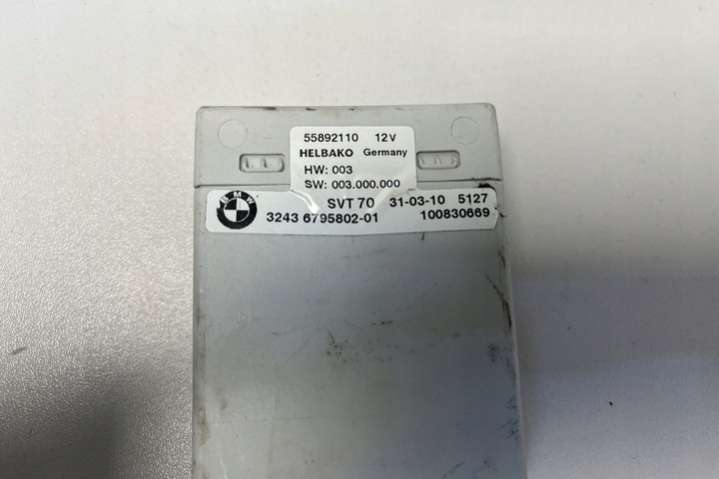 55892110 12V
HELBAKO Germany
HW: 003
SW: 003.000.000
BMW
SVT 70 31-03-10 5127
3243 6795802-01 100830669